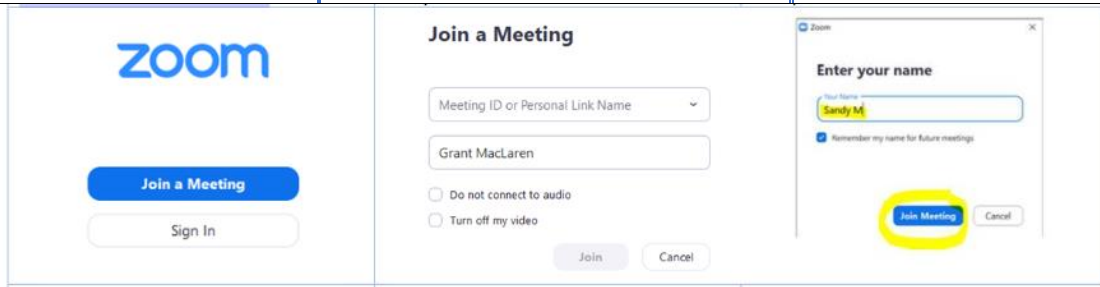 zoom
Join a Meeting
Sign In
Join a Meeting
Meeting ID or Personal Link Name
Grant MacLaren
Do not connect to audio
Turn off my video
Join
Cancel
Zoom
Enter your name
Your Name
Sandy M
Remember my name for future meetings
Join Meeting
Cancel